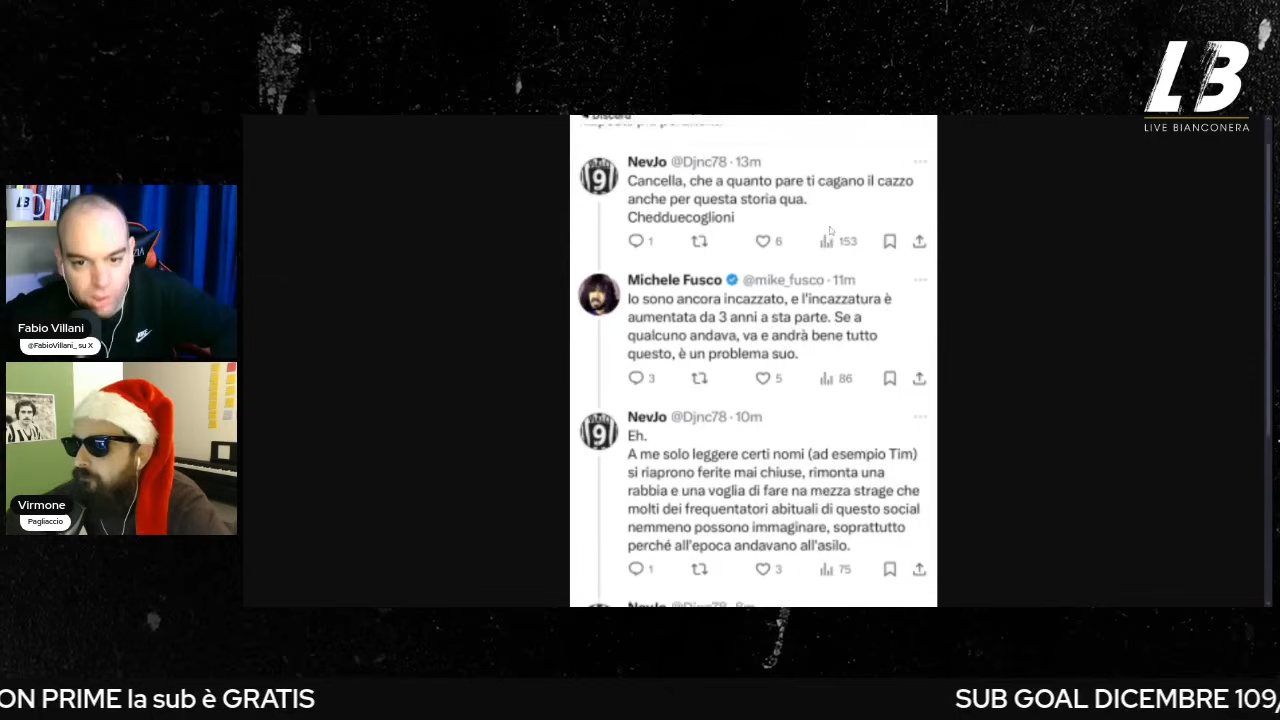 LB
LIVE BIANCONERA
Discord
NevJo @Djnc78 · 13m
Cancella, che a quanto pare ti cagano il cazzo
anche per questa storia qua.
Chedduecoglioni
1 6 153
Michele Fusco @mike_fusco · 11m
Io sono ancora incazzato, e l'incazzatura è
aumentata da 3 anni a sta parte. Se a
qualcuno andava, va e andrà bene tutto
questo, è un problema suo.
3 5 86
NevJo @Djnc78 · 10m
Eh.
A me solo leggere certi nomi (ad esempio Tim)
si riaprono ferite mai chiuse, rimonta una
rabbia e una voglia di fare na mezza strage che
molti dei frequentatori abituali di questo social
nemmeno possono immaginare, soprattutto
perché all'epoca andavano all'asilo.
1 3 75
NevJo @Djnc78
LB
Fabio Villani
@FabioVillani_ su X
Virmone
Pagliaccio
ON PRIME la sub è GRATIS
SUB GOAL DICEMBRE 109/